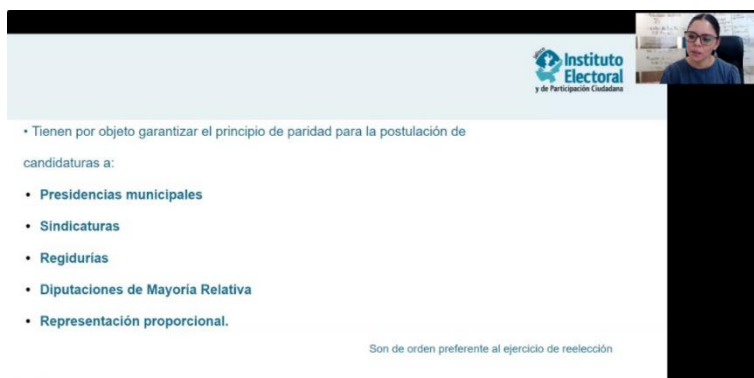 Jalisco
Instituto
Electoral
y de Participación Ciudadana
• Tienen por objeto garantizar el principio de paridad para la postulación de
candidaturas a:
• Presidencias municipales
• Sindicaturas
• Regidurías
• Diputaciones de Mayoría Relativa
• Representación proporcional.
Son de orden preferente al ejercicio de reelección